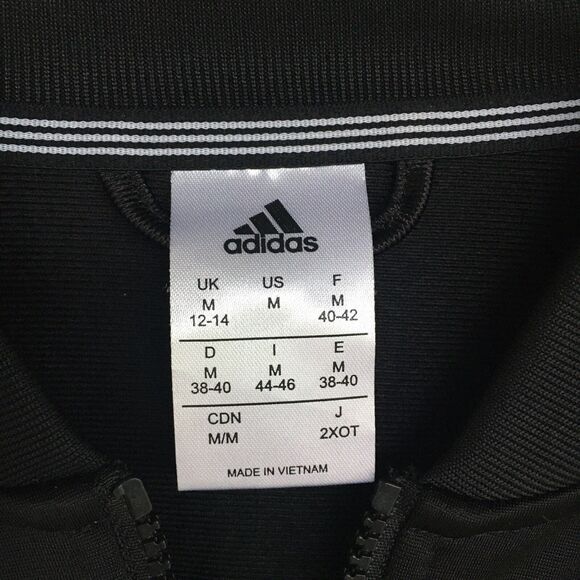 adidas
UK US F
M M M
12-14 40-42
D I E
M M M
38-40 44-46 38-40
CDN J
M/M 2XOT
MADE IN VIETNAM